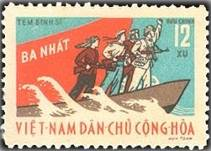 TEM BINH SĨ
BƯU CHÍNH
12
XU
BA NHẤT
VIỆT-NAM DÂN-CHỦ CỘNG-HÒA